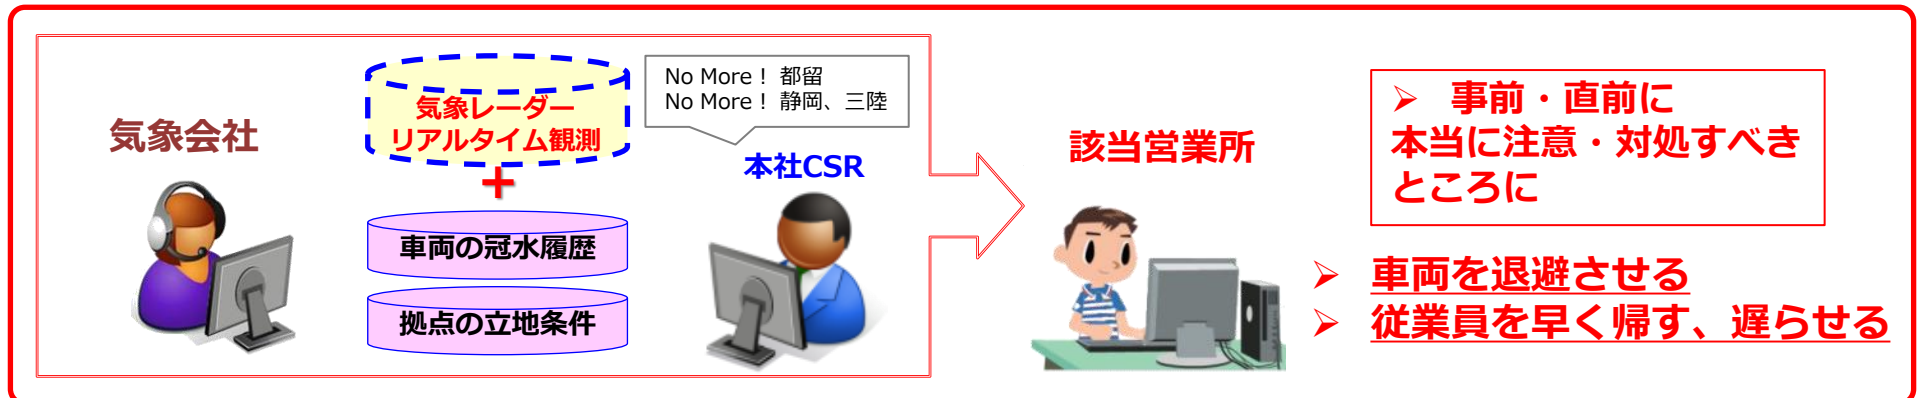 気象会社
気象レーダー
リアルタイム観測
+
車両の冠水履歴
拠点の立地条件
No More！ 都留
No More！ 静岡、三陸
本社CSR
該当営業所
➢ 事前・直前に
本当に注意・対処すべき
ところに
➢ 車両を退避させる
➢ 従業員を早く帰す、遅らせる